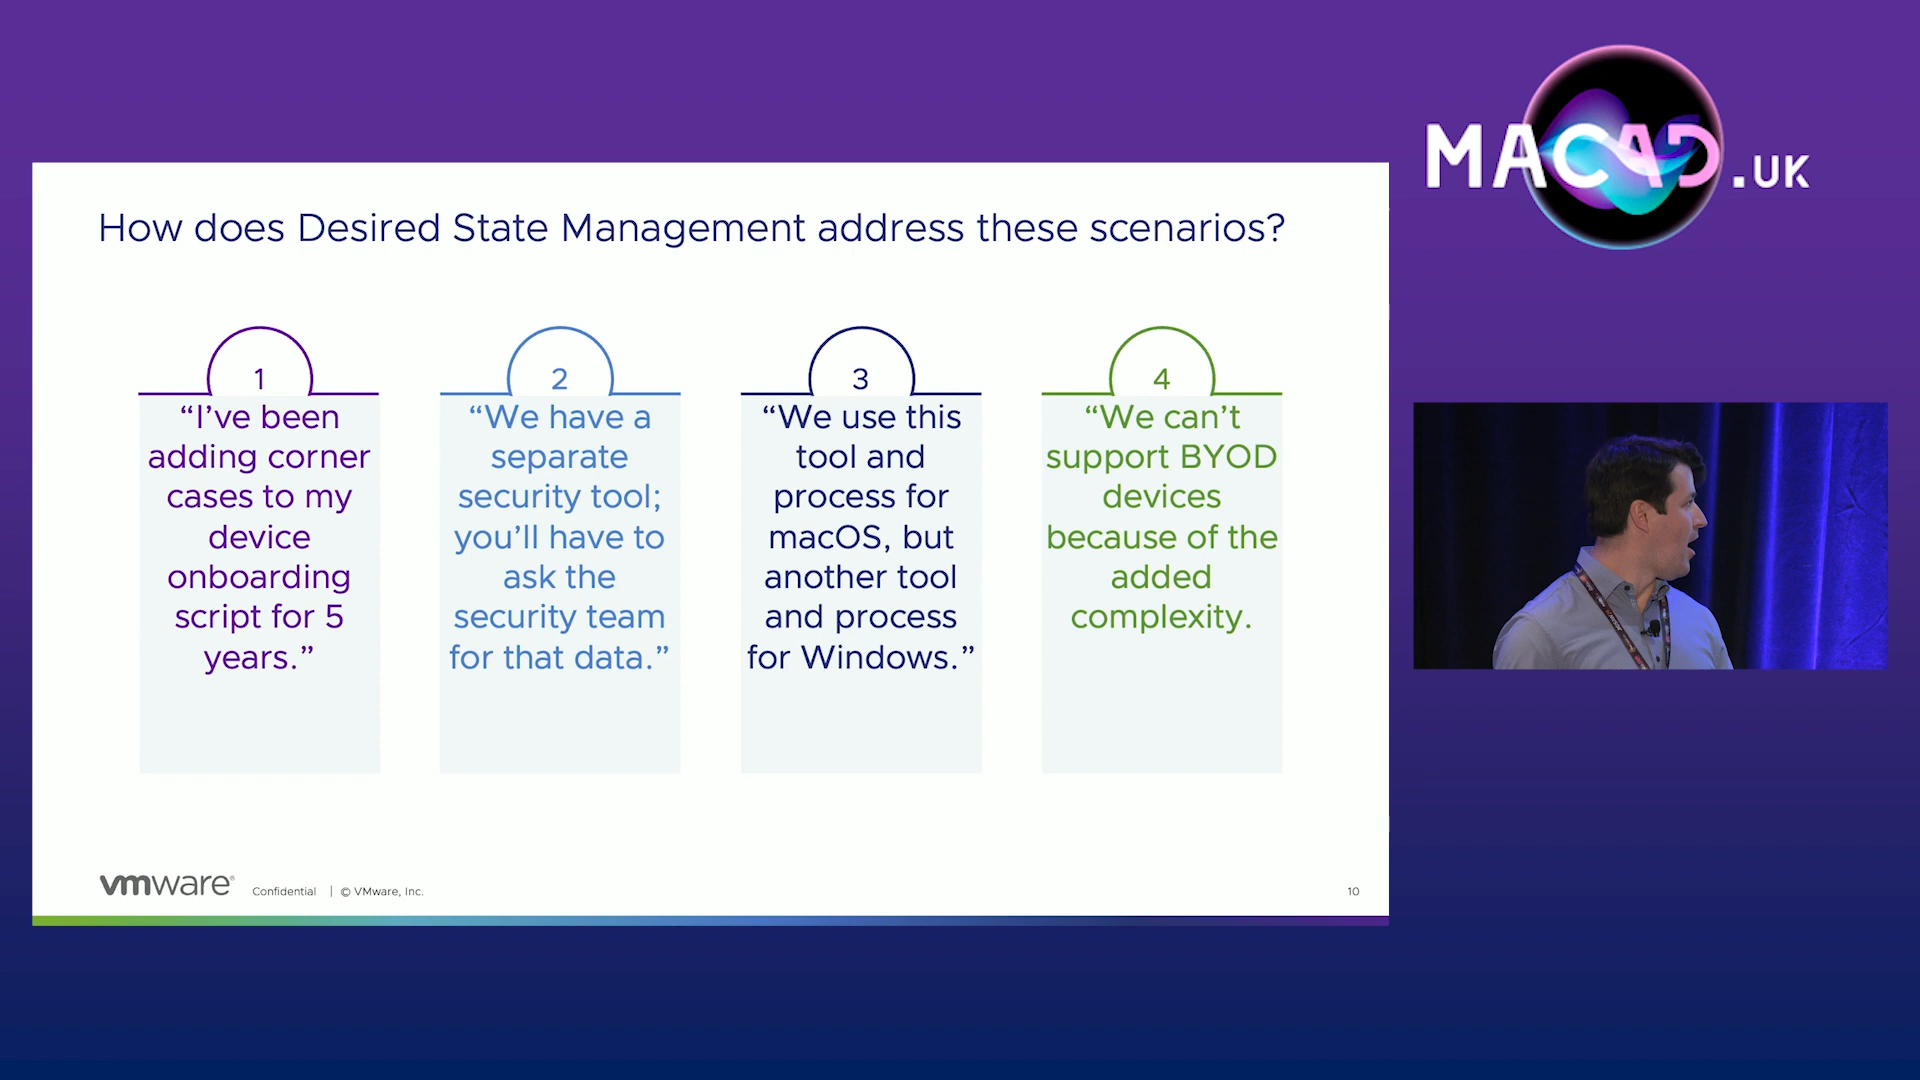 MACAD.UK
How does Desired State Management address these scenarios?
1
“I’ve been
adding corner
cases to my
device
onboarding
script for 5
years.”
2
“We have a
separate
security tool;
you’ll have to
ask the
security team
for that data.”
3
“We use this
tool and
process for
macOS, but
another tool
and process
for Windows.”
4
“We can’t
support BYOD
devices
because of the
added
complexity.
vmware® Confidential | © VMware, Inc.
10